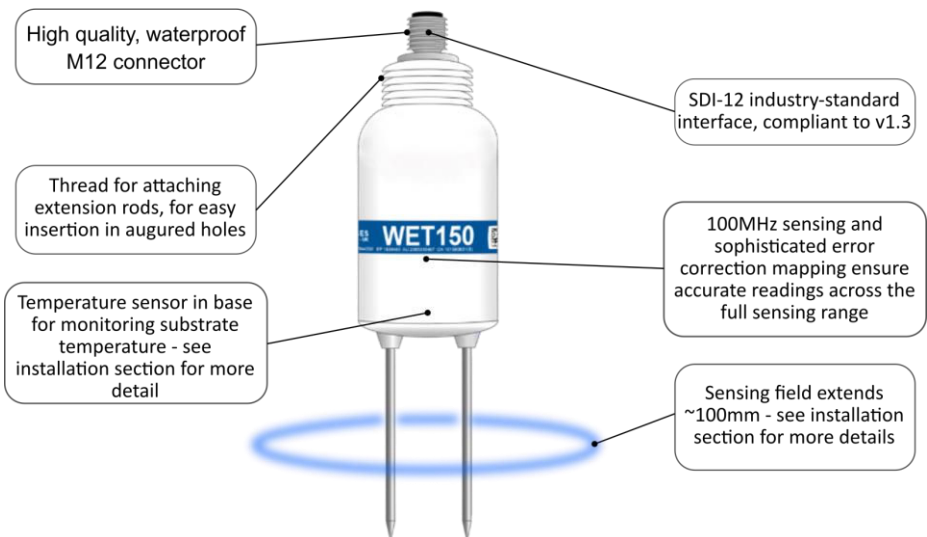 High quality, waterproof
M12 connector
SDI-12 industry-standard
interface, compliant to v1.3
Thread for attaching
extension rods, for easy
insertion in augured holes
WET150
100MHz sensing and
sophisticated error
correction mapping ensure
accurate readings across the
full sensing range
Temperature sensor in base
for monitoring substrate
temperature - see
installation section for more
detail
Sensing field extends
~100mm - see installation
section for more details